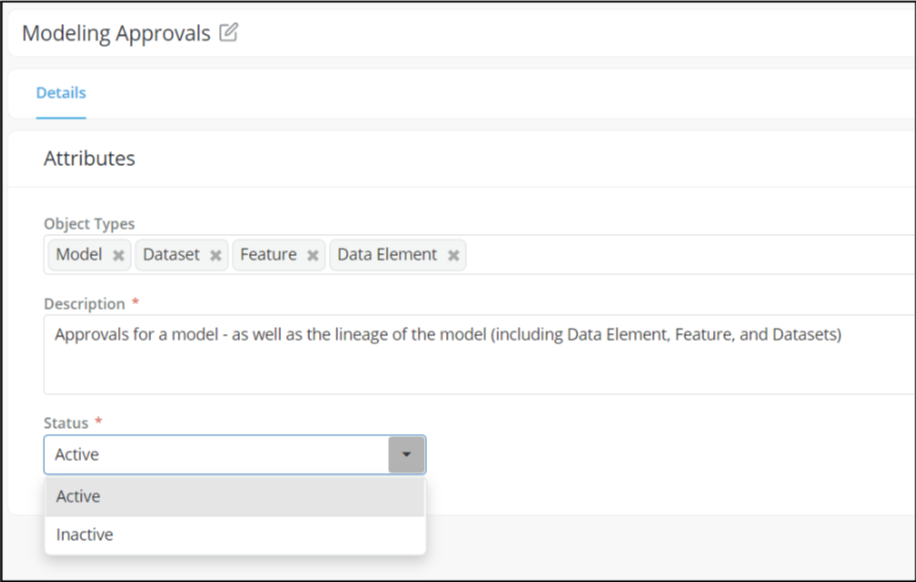 Modeling Approvals
Details
Attributes
Object Types
Model Dataset Feature Data Element
Description *
Approvals for a model - as well as the lineage of the model (including Data Element, Feature, and Datasets)
Status *
Active
Active
Inactive